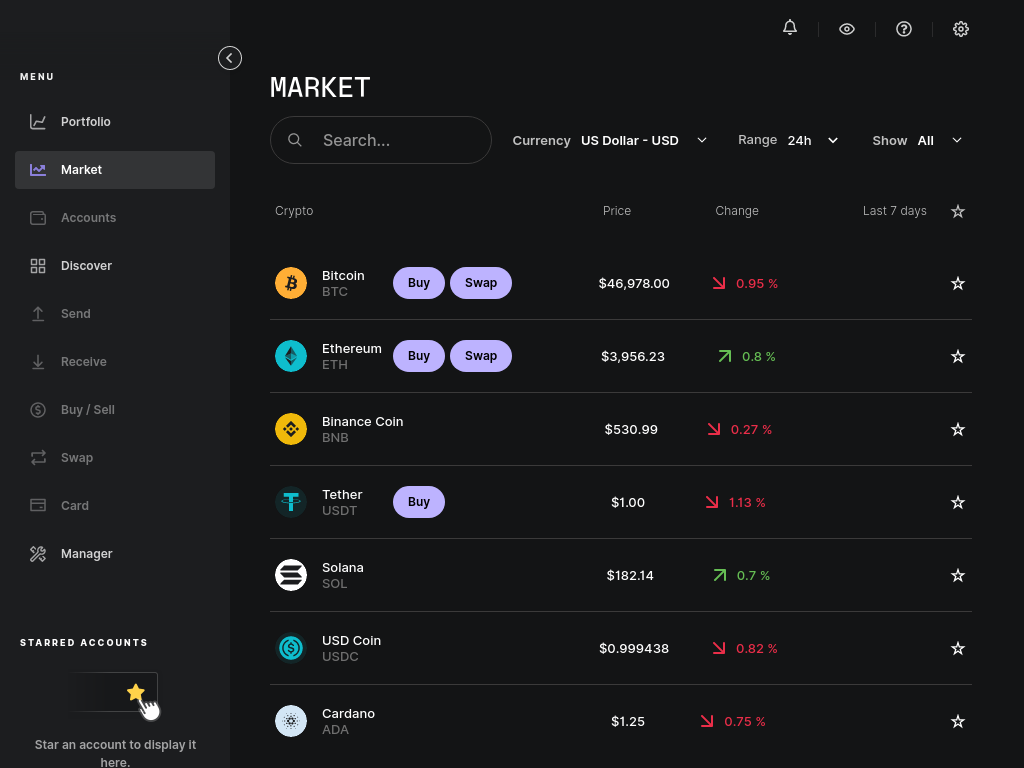 MENU
Portfolio
Market
Accounts
Discover
Send
Receive
Buy / Sell
Swap
Card
Manager
STARRED ACCOUNTS
Star an account to display it
here.
MARKET
Search...
Currency US Dollar - USD
Range 24h
Show All
Crypto Price Change Last 7 days
Bitcoin
BTC
Buy Swap $46,978.00 0.95 %
Ethereum
ETH
Buy Swap $3,956.23 0.8 %
Binance Coin
BNB
$530.99 0.27 %
Tether
USDT
Buy $1.00 1.13 %
Solana
SOL
$182.14 0.7 %
USD Coin
USDC
$0.999438 0.82 %
Cardano
ADA
$1.25 0.75 %